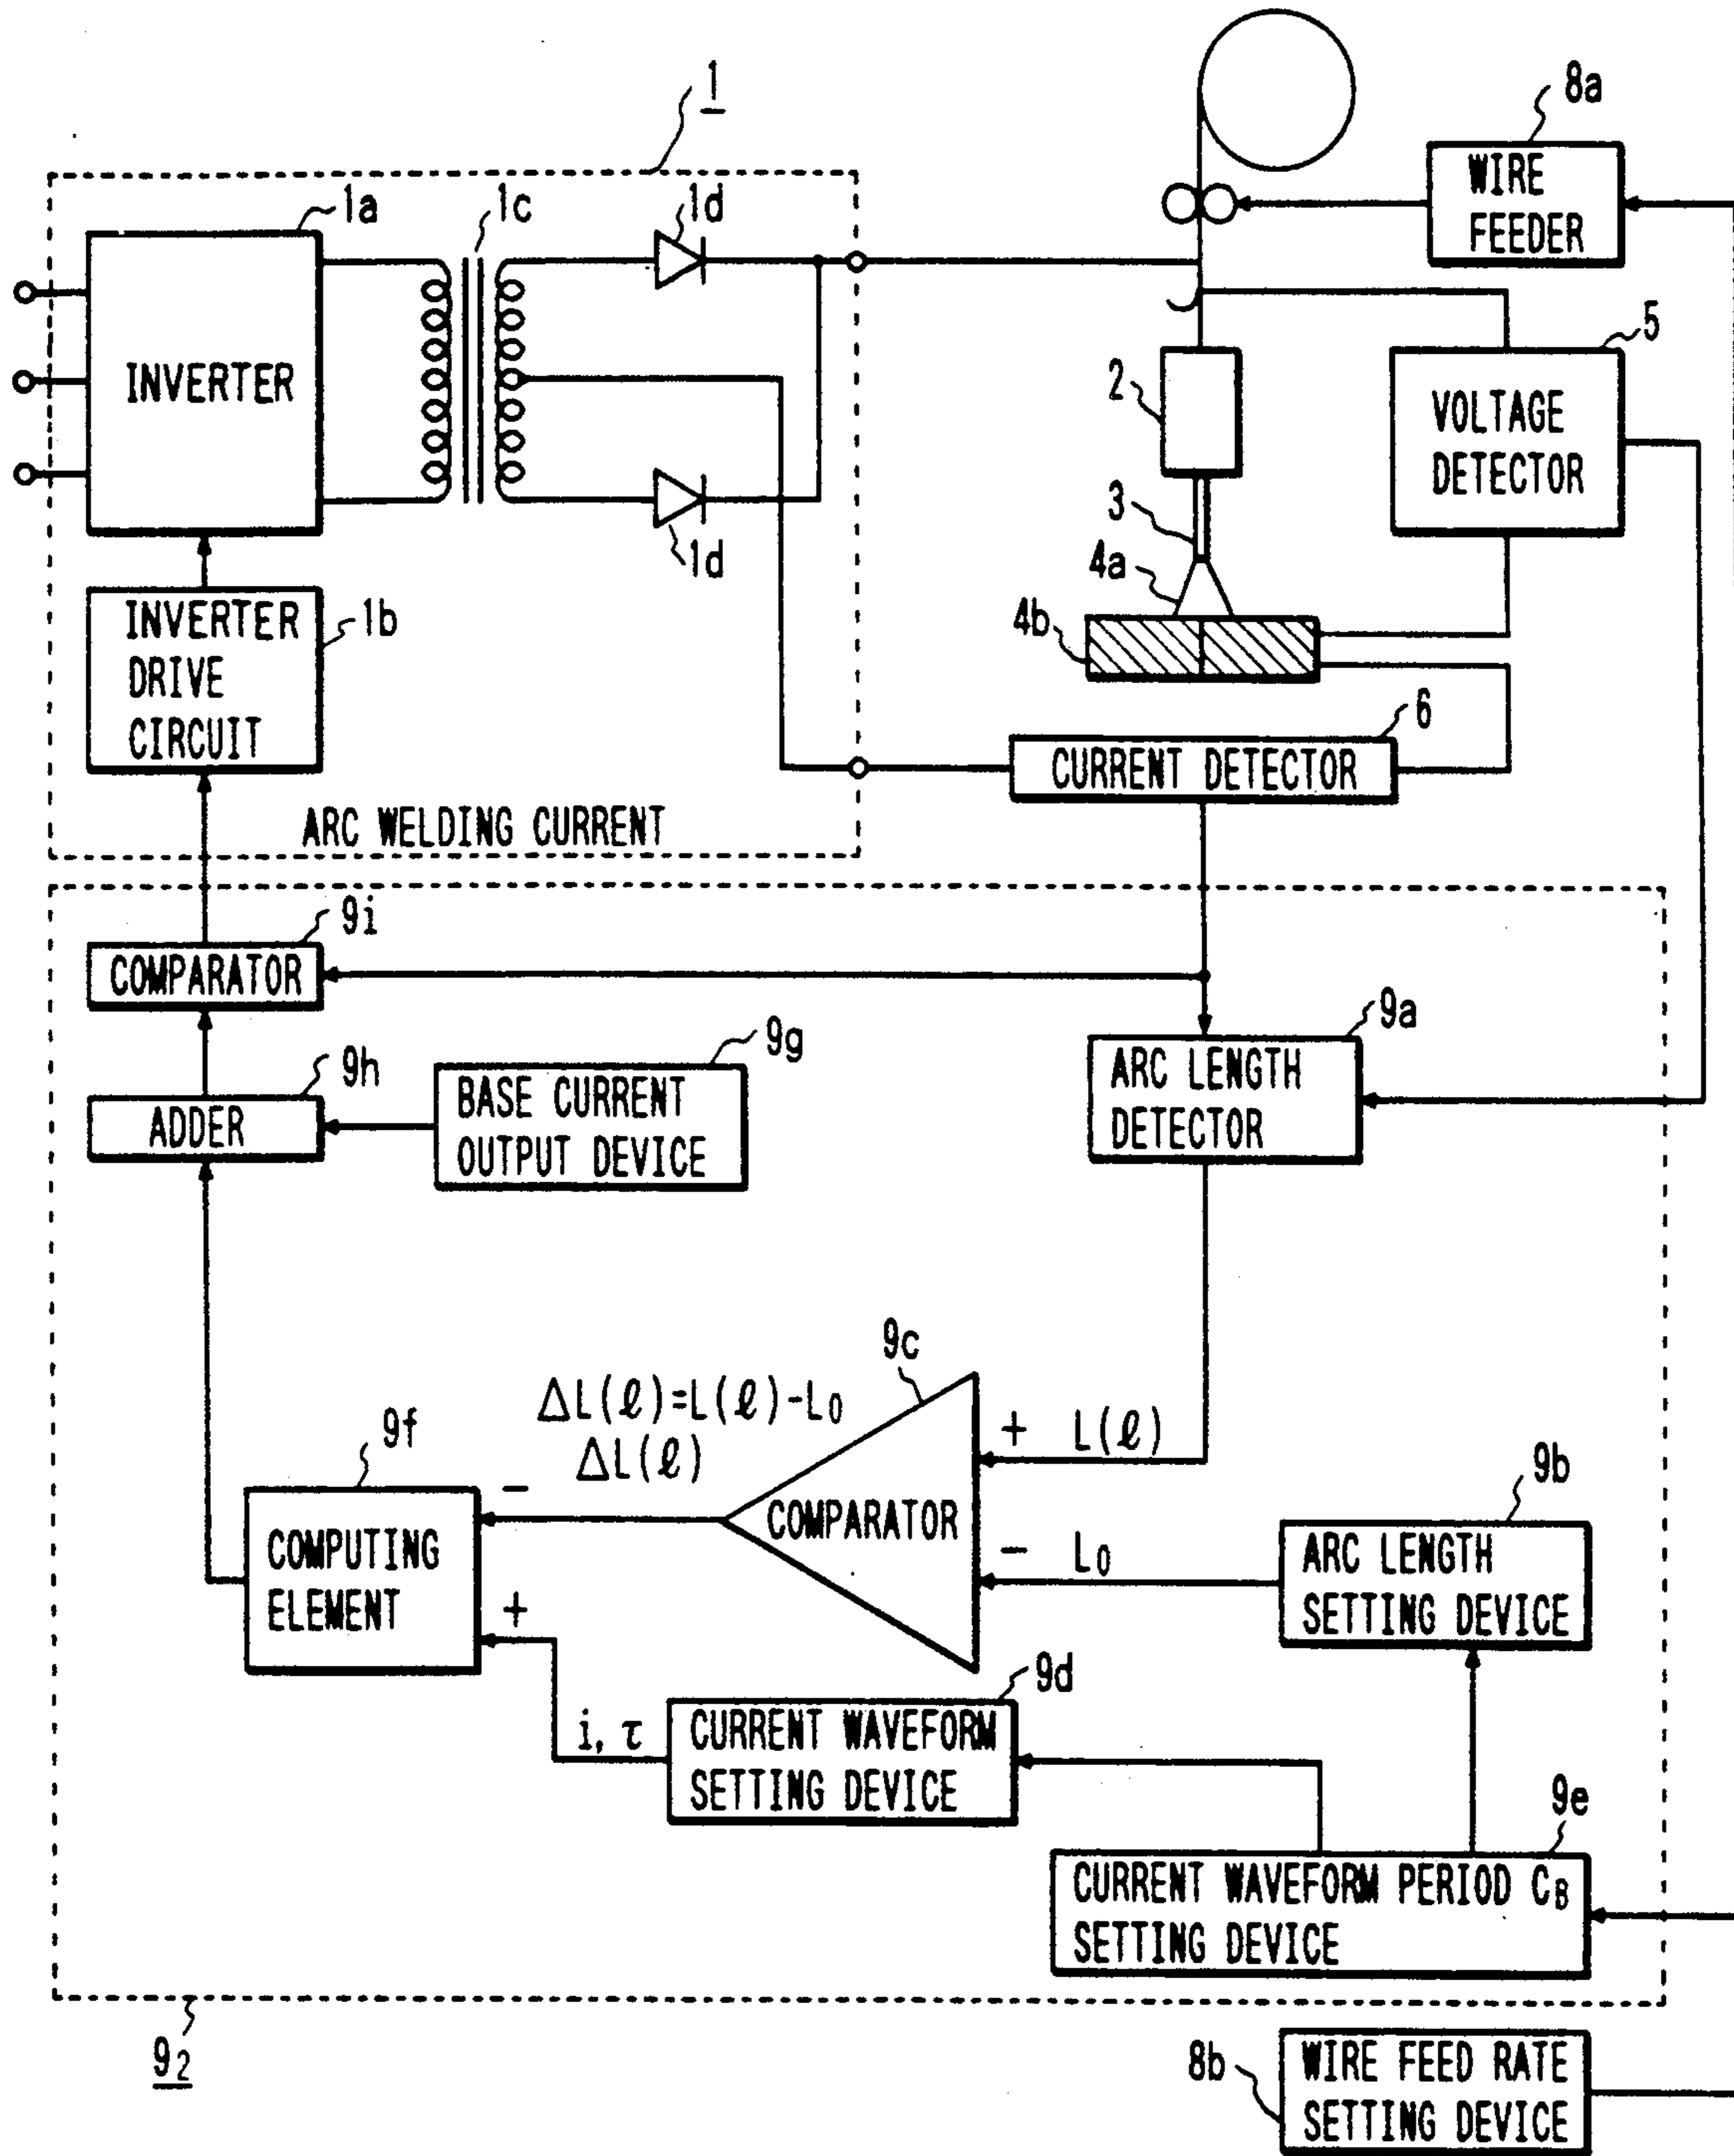 1
8a
WIRE
FEEDER
1a
1c
1d
INVERTER
5
2
VOLTAGE
DETECTOR
3
1d
4a
INVERTER
DRIVE
CIRCUIT
1b
4b
6
CURRENT DETECTOR
ARC WELDING CURRENT
9i
COMPARATOR
9a
ARC LENGTH
DETECTOR
9g
BASE CURRENT
OUTPUT DEVICE
9h
ADDER
9c
ΔL(ℓ)=L(ℓ)-L₀
ΔL(ℓ)
+ L(ℓ)
9f
-
COMPARATOR
9b
COMPUTING
ELEMENT
- L₀
ARC LENGTH
SETTING DEVICE
+
9d
i, τ
CURRENT WAVEFORM
SETTING DEVICE
9e
CURRENT WAVEFORM PERIOD C_B
SETTING DEVICE
9₂
8b
WIRE FEED RATE
SETTING DEVICE